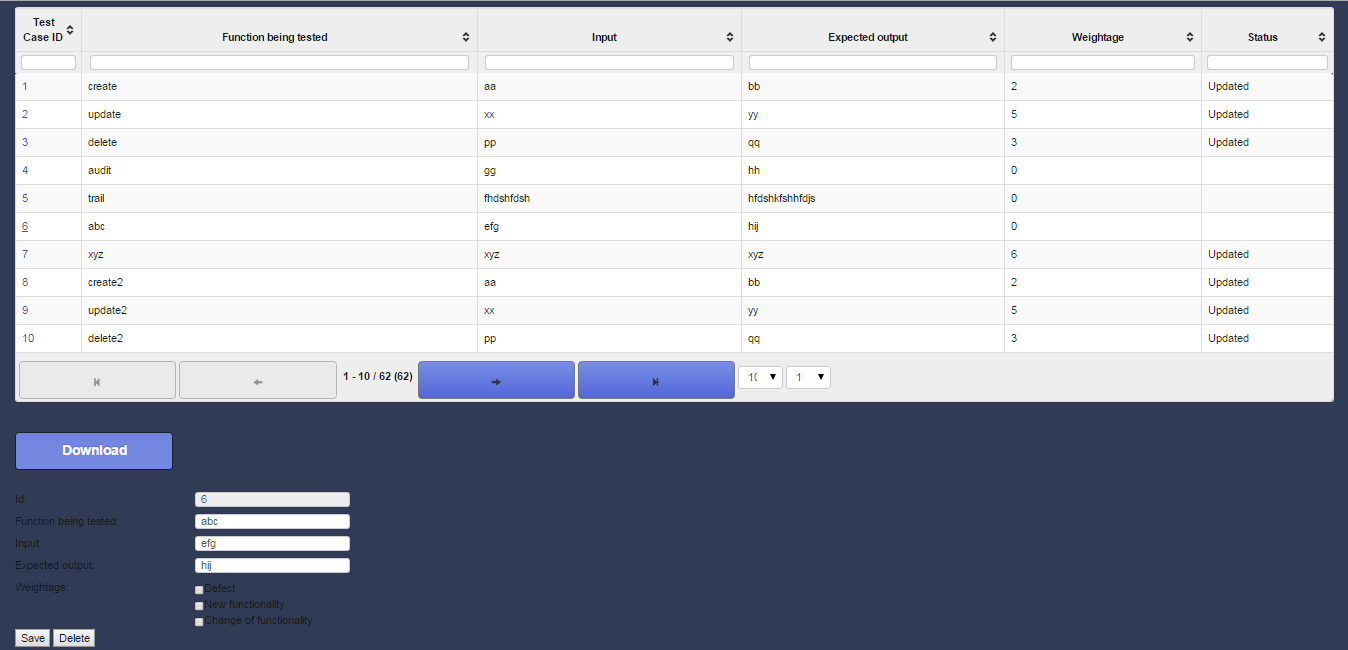 Test Case ID Function being tested Input Expected output Weightage Status
1 create aa bb 2 Updated
2 update xx yy 5 Updated
3 delete pp qq 3 Updated
4 audit gg hh 0
5 trail fhdshfdsh hfdshkfshhfdjs 0
6 abc efg hij 0
7 xyz xyz xyz 6 Updated
8 create2 aa bb 2 Updated
9 update2 xx yy 5 Updated
10 delete2 pp qq 3 Updated
1 - 10 / 62 (62) 10 1
Download
Id: 6
Function being tested: abc
Input: efg
Expected output: hij
Weightage: Defect
New functionality
Change of functionality
Save Delete